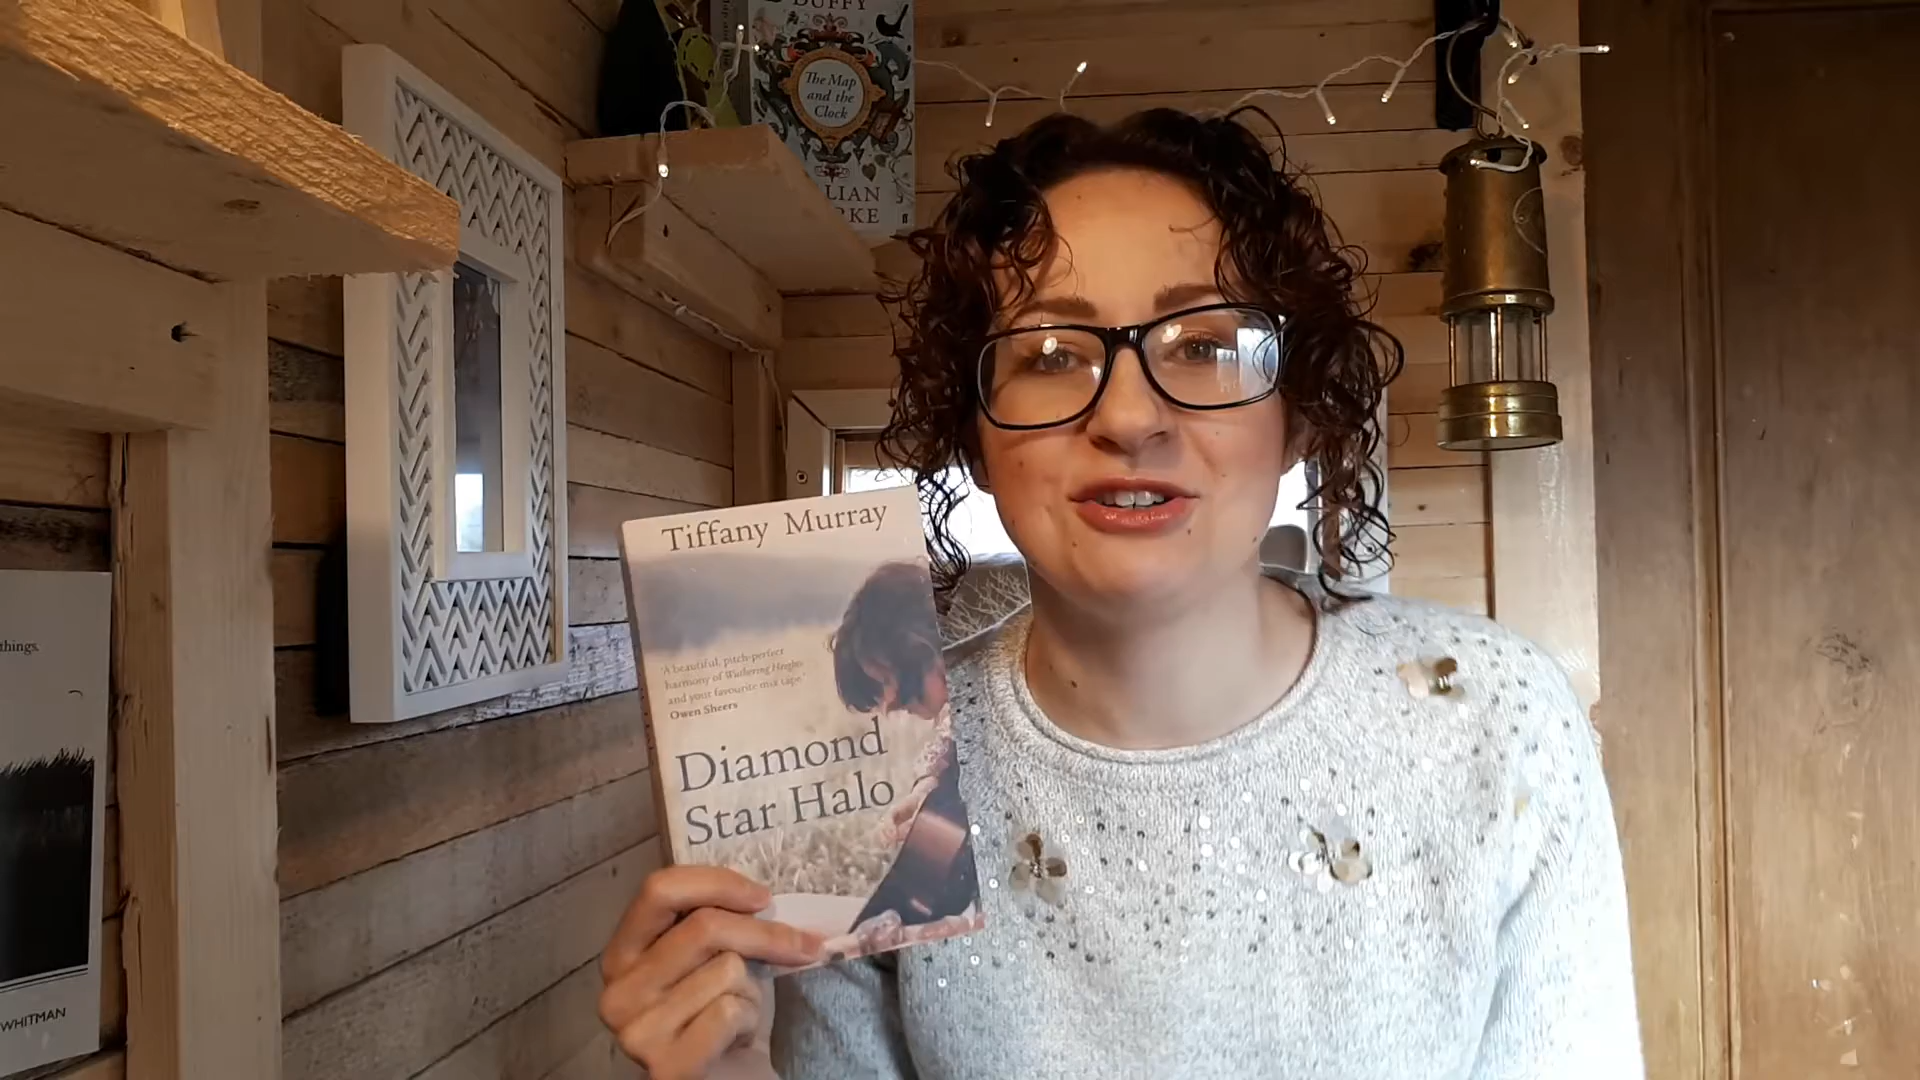 DUFFY
The Map
and the
Clock
LIAN
RKE
Tiffany Murray
'A beautiful, pitch-perfect
harmony of Wuthering Heights
and your favourite mix tape.'
Owen Sheers
Diamond
Star Halo
things,
WHITMAN